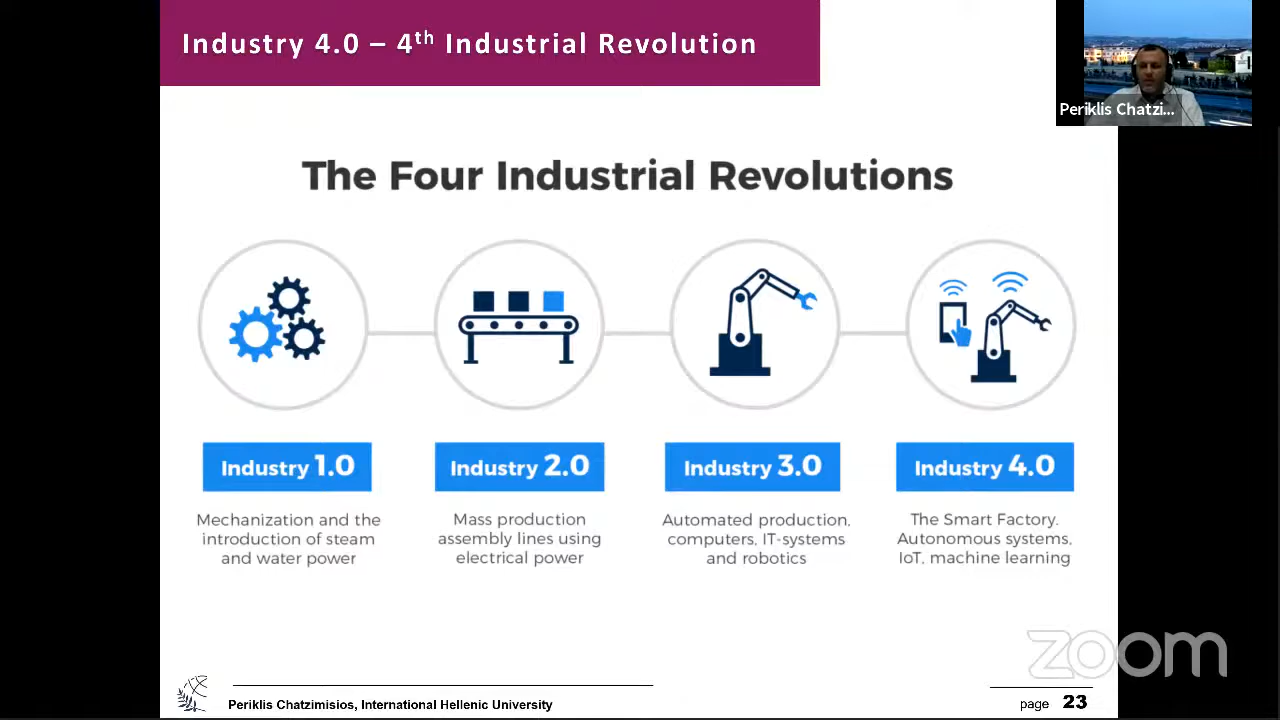 Industry 4.0 – 4th Industrial Revolution
Periklis Chatzi...
The Four Industrial Revolutions
Industry 1.0
Industry 2.0
Industry 3.0
Industry 4.0
Mechanization and the
introduction of steam
and water power
Mass production
assembly lines using
electrical power
Automated production,
computers, IT-systems
and robotics
The Smart Factory.
Autonomous systems,
IoT, machine learning
zoom
Periklis Chatzimisios, International Hellenic University
page 23